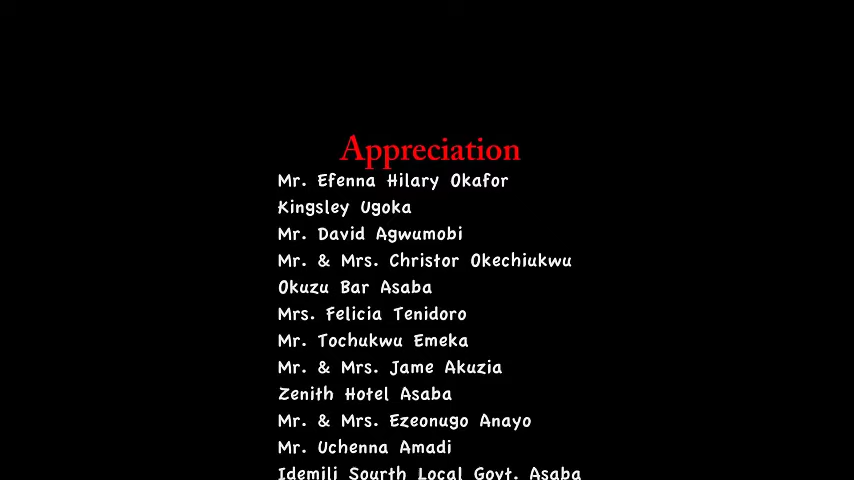 Appreciation
Mr. Efenna Hilary Okafor
Kingsley Ugoka
Mr. David Agwumobi
Mr. & Mrs. Christor Okechiukwu
Okuzu Bar Asaba
Mrs. Felicia Tenidoro
Mr. Tochukwu Emeka
Mr. & Mrs. Jame Akuzia
Zenith Hotel Asaba
Mr. & Mrs. Ezeonugo Anayo
Mr. Uchenna Amadi
Idemili Sourth Local Govt. Asaba